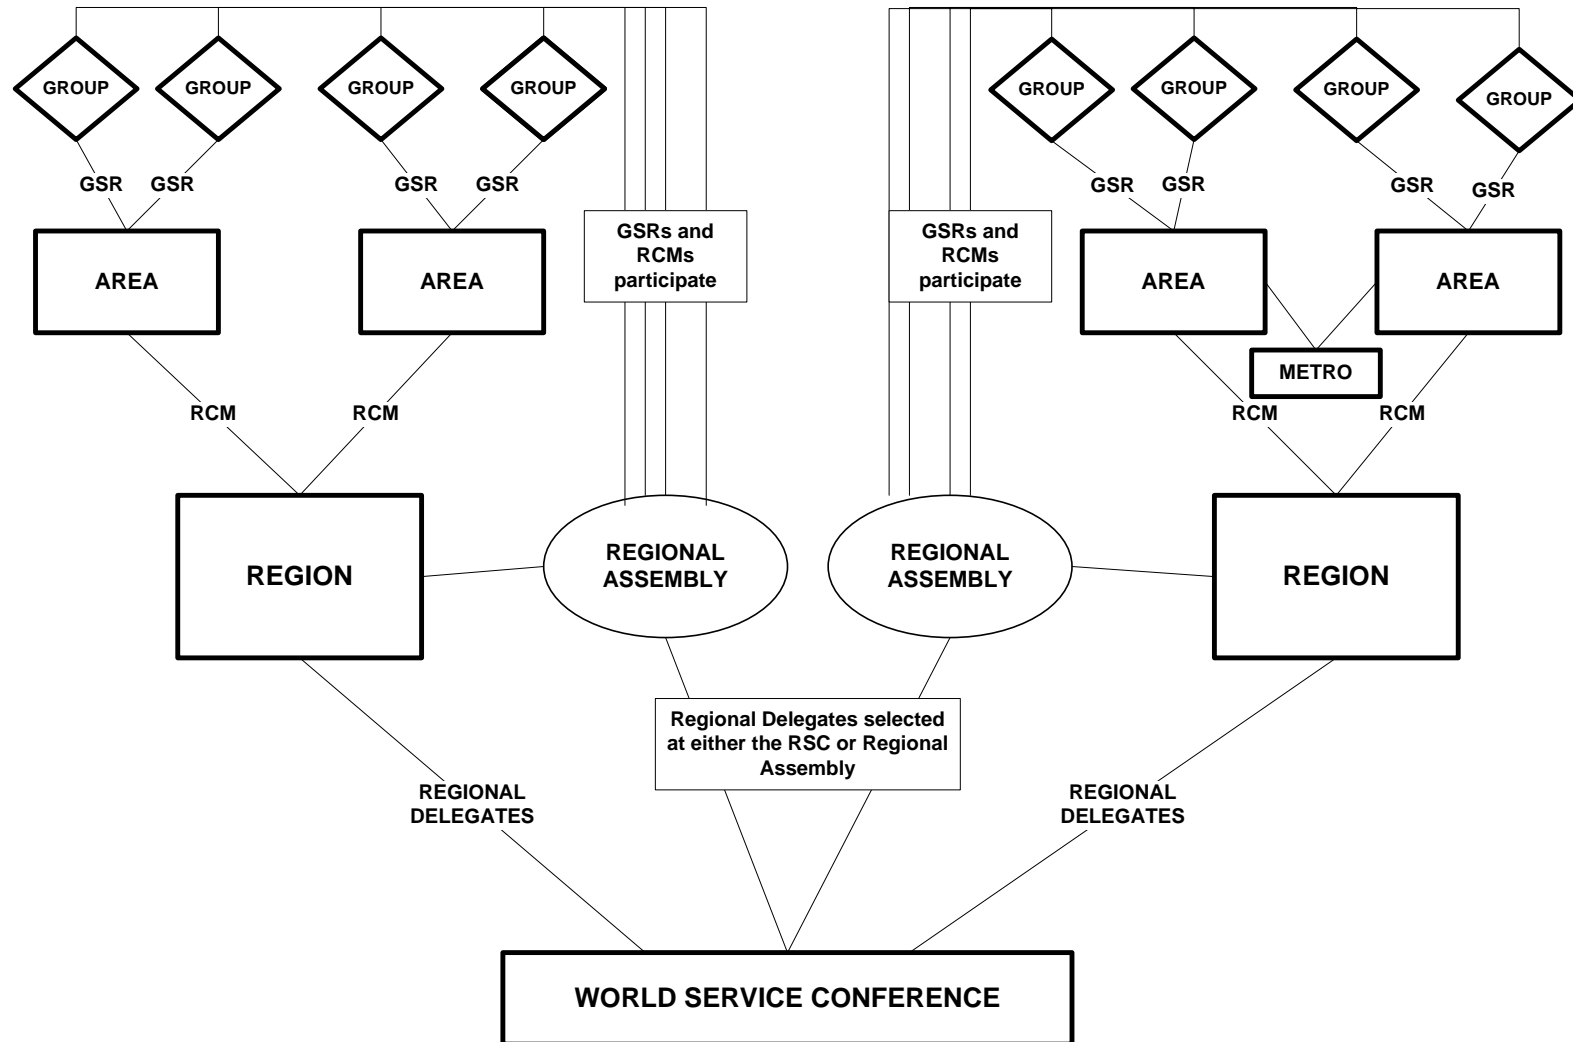 GROUP
GROUP
GROUP
GROUP
GROUP
GROUP
GROUP
GROUP
GSR
GSR
GSR
GSR
GSR
GSR
GSR
GSR
GSRs and
RCMs
participate
GSRs and
RCMs
participate
AREA
AREA
AREA
AREA
METRO
RCM
RCM
RCM
RCM
REGION
REGIONAL
ASSEMBLY
REGIONAL
ASSEMBLY
REGION
Regional Delegates selected
at either the RSC or Regional
Assembly
REGIONAL
DELEGATES
REGIONAL
DELEGATES
WORLD SERVICE CONFERENCE